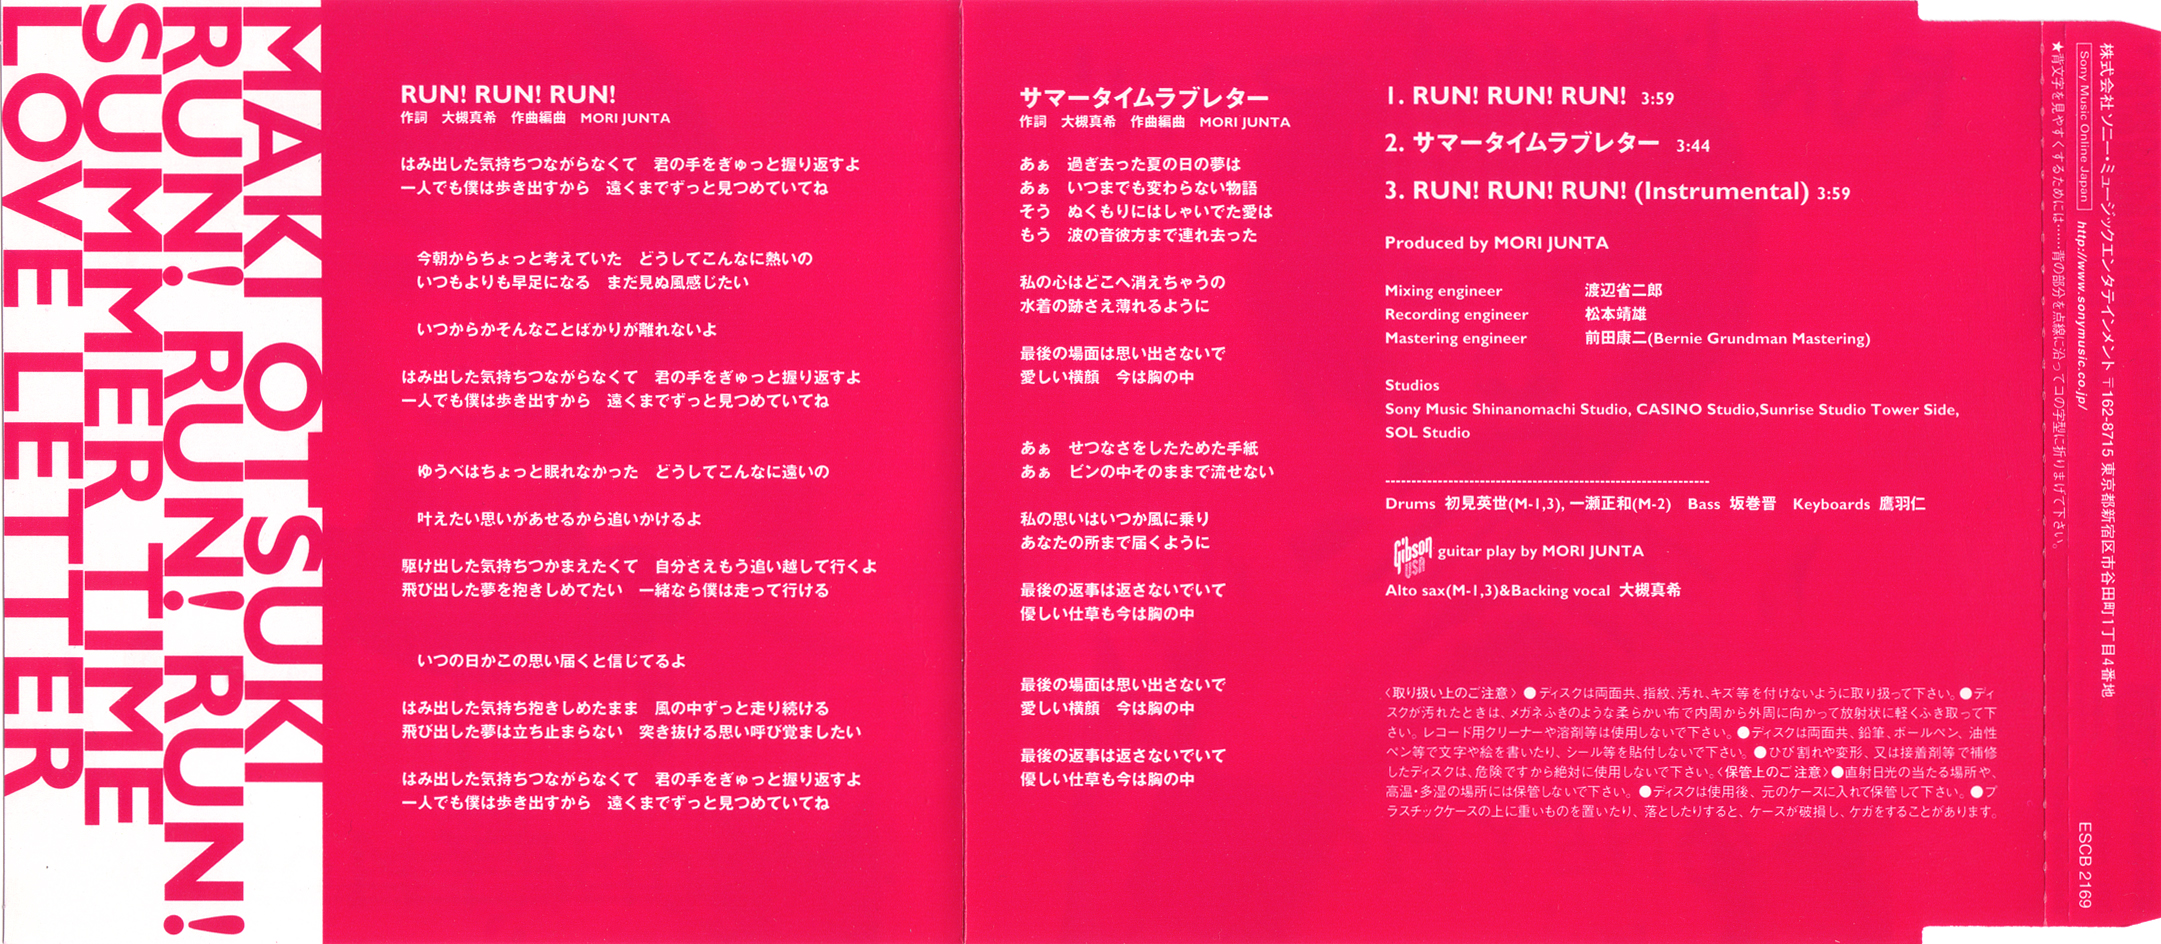 MAKI OTSUKI
RUN! RUN! RUN!
SUMMER TIME
LOVE LETTER
RUN! RUN! RUN!
作詞　大槻真希　作曲編曲　MORI JUNTA
はみ出した気持ちつながらなくて　君の手をぎゅっと握り返すよ
一人でも僕は歩き出すから　遠くまでずっと見つめていてね
今朝からちょっと考えていた　どうしてこんなに熱いの
いつもよりも早足になる　まだ見ぬ風感じたい
いつからかそんなことばかりが離れないよ
はみ出した気持ちつながらなくて　君の手をぎゅっと握り返すよ
一人でも僕は歩き出すから　遠くまでずっと見つめていてね
ゆうべはちょっと眠れなかった　どうしてこんなに遠いの
叶えたい思いがあせるから追いかけるよ
駆け出した気持ちつかまえたくて　自分さえもう追い越して行くよ
飛び出した夢を抱きしめてたい　一緒なら僕は走って行ける
いつの日かこの思い届くと信じてるよ
はみ出した気持ち抱きしめたまま　風の中ずっと走り続ける
飛び出した夢は立ち止まらない　突き抜ける思い呼び覚ましたい
はみ出した気持ちつながらなくて　君の手をぎゅっと握り返すよ
一人でも僕は歩き出すから　遠くまでずっと見つめていてね
サマータイムラブレター
作詞　大槻真希　作曲編曲　MORI JUNTA
あぁ　過ぎ去った夏の日の夢は
あぁ　いつまでも変わらない物語
そう　ぬくもりにはしゃいでた愛は
もう　波の音彼方まで連れ去った
私の心はどこへ消えちゃうの
水着の跡さえ薄れるように
最後の場面は思い出さないで
愛しい横顔　今は胸の中
あぁ　せつなさをしたためた手紙
あぁ　ビンの中そのままで流せない
私の思いはいつか風に乗り
あなたの所まで届くように
最後の返事は返さないでいて
優しい仕草も今は胸の中
最後の場面は思い出さないで
愛しい横顔　今は胸の中
最後の返事は返さないでいて
優しい仕草も今は胸の中
1. RUN! RUN! RUN! 3:59
2. サマータイムラブレター 3:44
3. RUN! RUN! RUN! (Instrumental) 3:59
Produced by MORI JUNTA
Mixing engineer 渡辺省二郎
Recording engineer 松本靖雄
Mastering engineer 前田康二(Bernie Grundman Mastering)
Studios
Sony Music Shinanomachi Studio, CASINO Studio,Sunrise Studio Tower Side,
SOL Studio
Drums 初見英世(M-1,3), 一瀬正和(M-2)　Bass 坂巻晋　Keyboards 鷹羽仁
Gibson USA guitar play by MORI JUNTA
Alto sax(M-1,3)&Backing vocal 大槻真希
〈取り扱い上のご注意〉●ディスクは両面共、指紋、汚れ、キズ等を付けないように取り扱って下さい。●ディ
スクが汚れたときは、メガネふきのような柔らかい布で内周から外周に向かって放射状に軽くふき取って下
さい。レコード用クリーナーや溶剤等は使用しないで下さい。●ディスクは両面共、鉛筆、ボールペン、油性
ペン等で文字や絵を書いたり、シール等を貼付しないで下さい。●ひび割れや変形、又は接着剤等で補修
したディスクは、危険ですから絶対に使用しないで下さい。〈保管上のご注意〉●直射日光の当たる場所や、
高温・多湿の場所には保管しないで下さい。●ディスクは使用後、元のケースに入れて保管して下さい。●プ
ラスチックケースの上に重いものを置いたり、落としたりすると、ケースが破損し、ケガをすることがあります。
株式会社ソニー・ミュージックエンタテインメント 〒162-8715 東京都新宿区市谷田町1丁目4番地
Sony Music Online Japan http://www.sonymusic.co.jp/
ESCB 2169
★背文字を見やすくするためには……背の部分を点線に沿ってコの字型に折りまげて下さい。